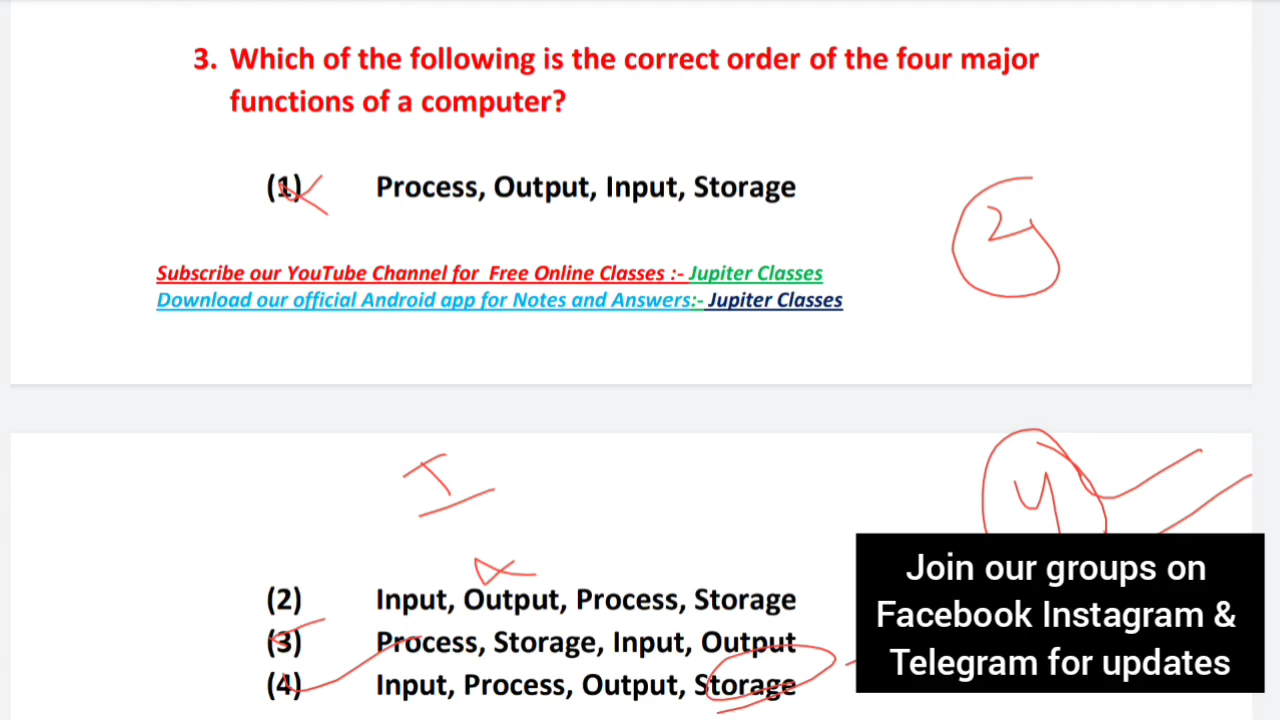 3. Which of the following is the correct order of the four major
functions of a computer?
(1) Process, Output, Input, Storage
2
Subscribe our YouTube Channel for Free Online Classes :- Jupiter Classes
Download our official Android app for Notes and Answers:- Jupiter Classes
I
4
(2) Input, Output, Process, Storage
(3) Process, Storage, Input, Output
(4) Input, Process, Output, Storage
Join our groups on
Facebook Instagram &
Telegram for updates